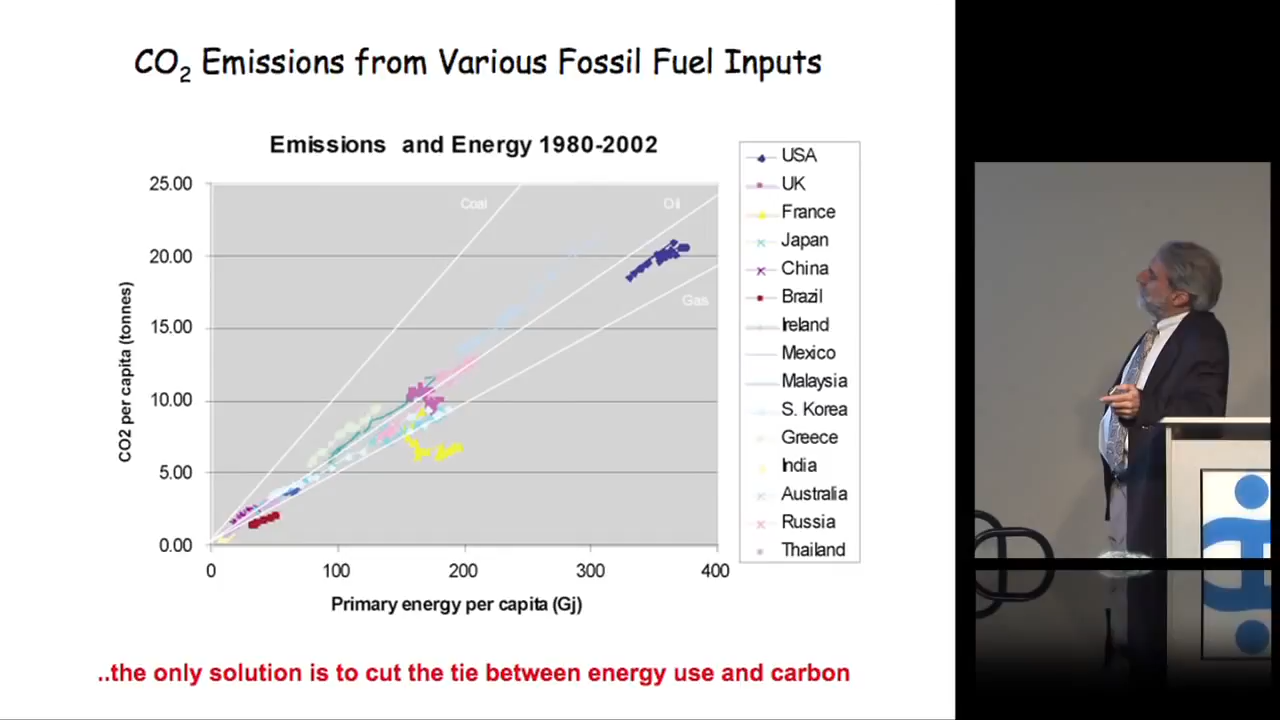 CO2 Emissions from Various Fossil Fuel Inputs
Emissions and Energy 1980-2002
25.00
20.00
15.00
10.00
5.00
0.00
CO2 per capita (tonnes)
Coal
Oil
Gas
0 100 200 300 400
Primary energy per capita (Gj)
USA
UK
France
Japan
China
Brazil
Ireland
Mexico
Malaysia
S. Korea
Greece
India
Australia
Russia
Thailand
..the only solution is to cut the tie between energy use and carbon